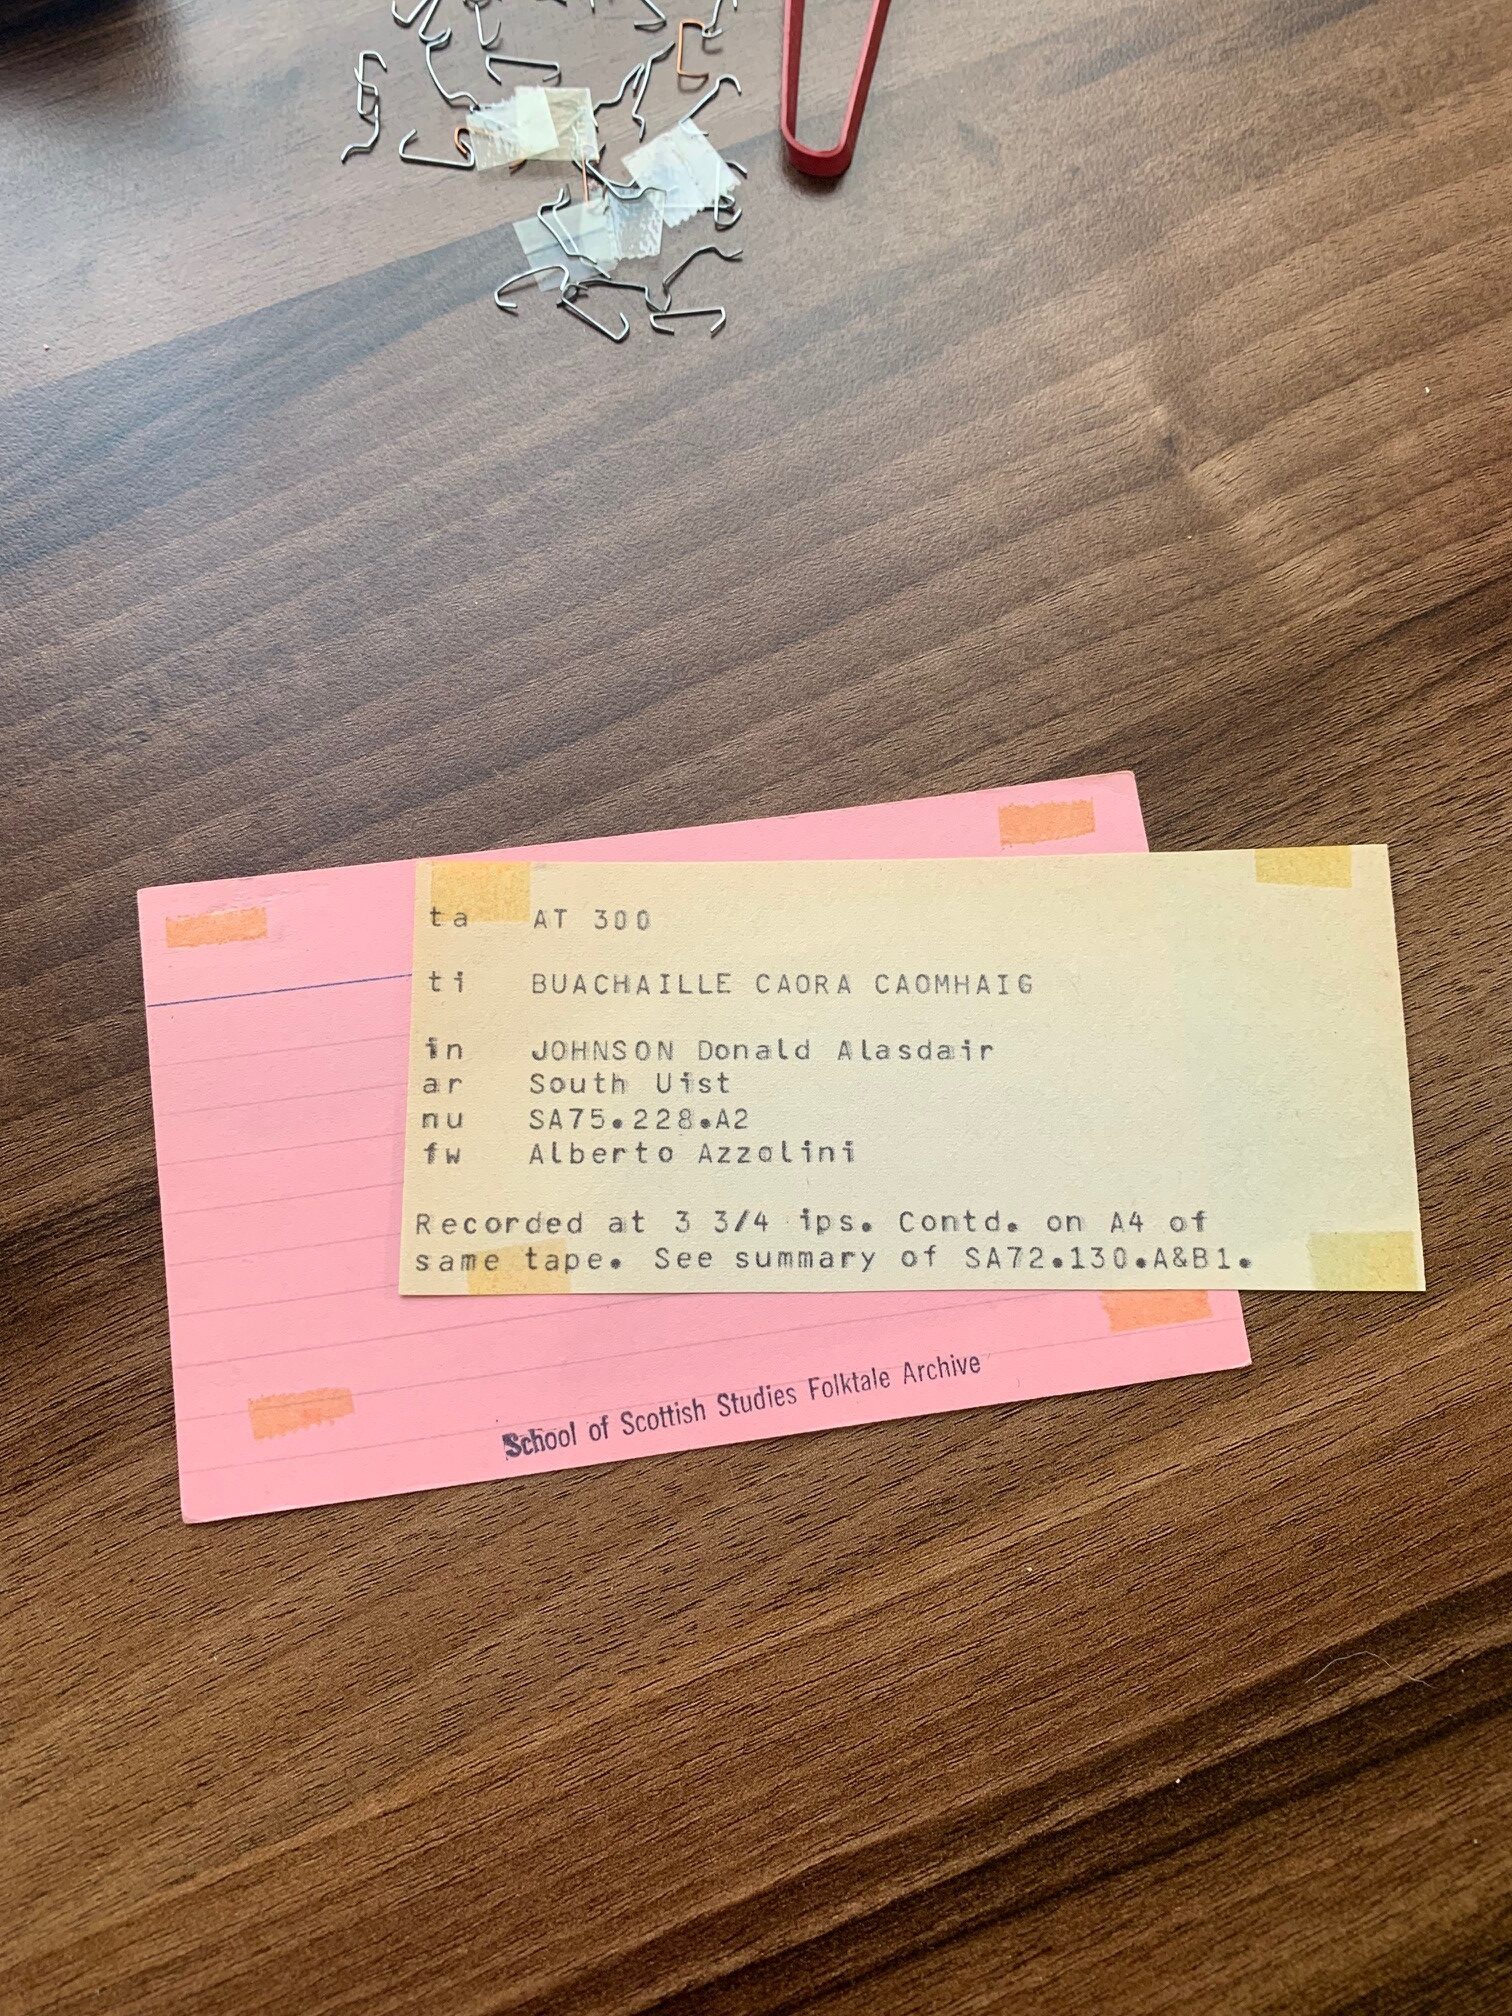 ta AT 300
ti BUACHAILLE CAORA CAOMHAIG
in JOHNSON Donald Alasdair
ar South Uist
nu SA75.228.A2
fw Alberto Azzolini
Recorded at 3 3/4 ips. Contd. on A4 of
same tape. See summary of SA72.130.A&B1.
School of Scottish Studies Folktale Archive